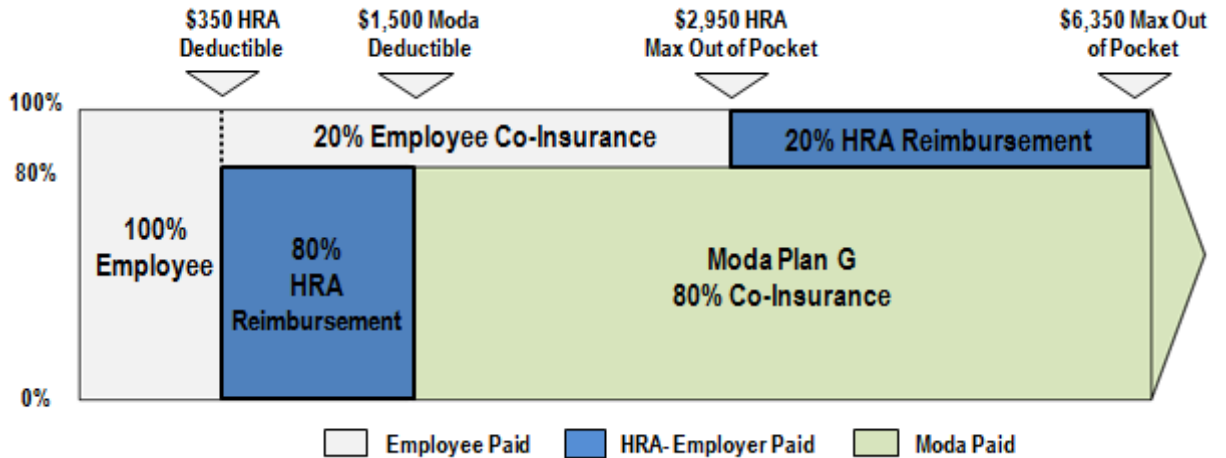 $350 HRA
Deductible
$1,500 Moda
Deductible
$2,950 HRA
Max Out of Pocket
$6,350 Max Out
of Pocket
100%
80%
0%
20% Employee Co-Insurance
20% HRA Reimbursement
100%
Employee
80%
HRA
Reimbursement
Moda Plan G
80% Co-Insurance
Employee Paid
HRA- Employer Paid
Moda Paid